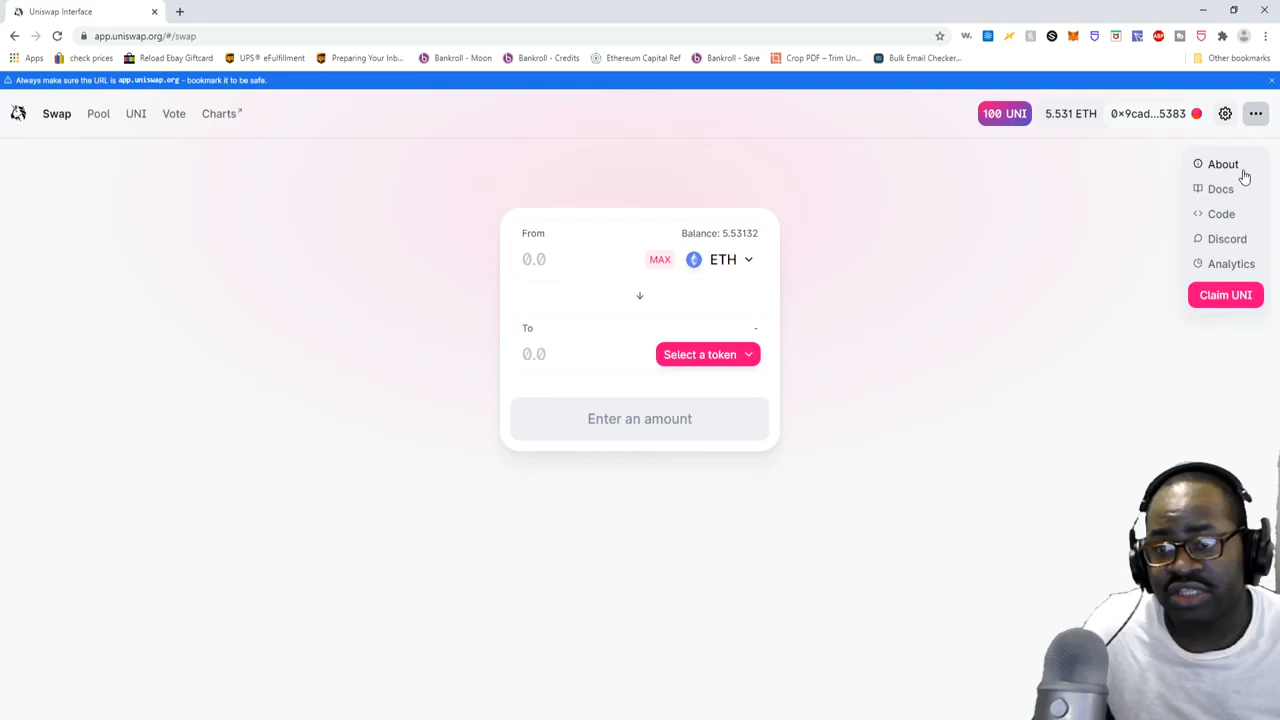 Uniswap Interface
app.uniswap.org/#/swap
Apps check prices Reload Ebay Giftcard UPS® eFulfillment Preparing Your Inb... Bankroll - Moon Bankroll - Credits Ethereum Capital Ref Bankroll - Save Crop PDF – Trim Un... Bulk Email Checker... Other bookmarks
Always make sure the URL is app.uniswap.org - bookmark it to be safe.
Swap Pool UNI Vote Charts↗ 100 UNI 5.531 ETH 0×9cad...5383
About
Docs
Code
Discord
Analytics
Claim UNI
From Balance: 5.53132
0.0 MAX ETH
To -
0.0 Select a token
Enter an amount